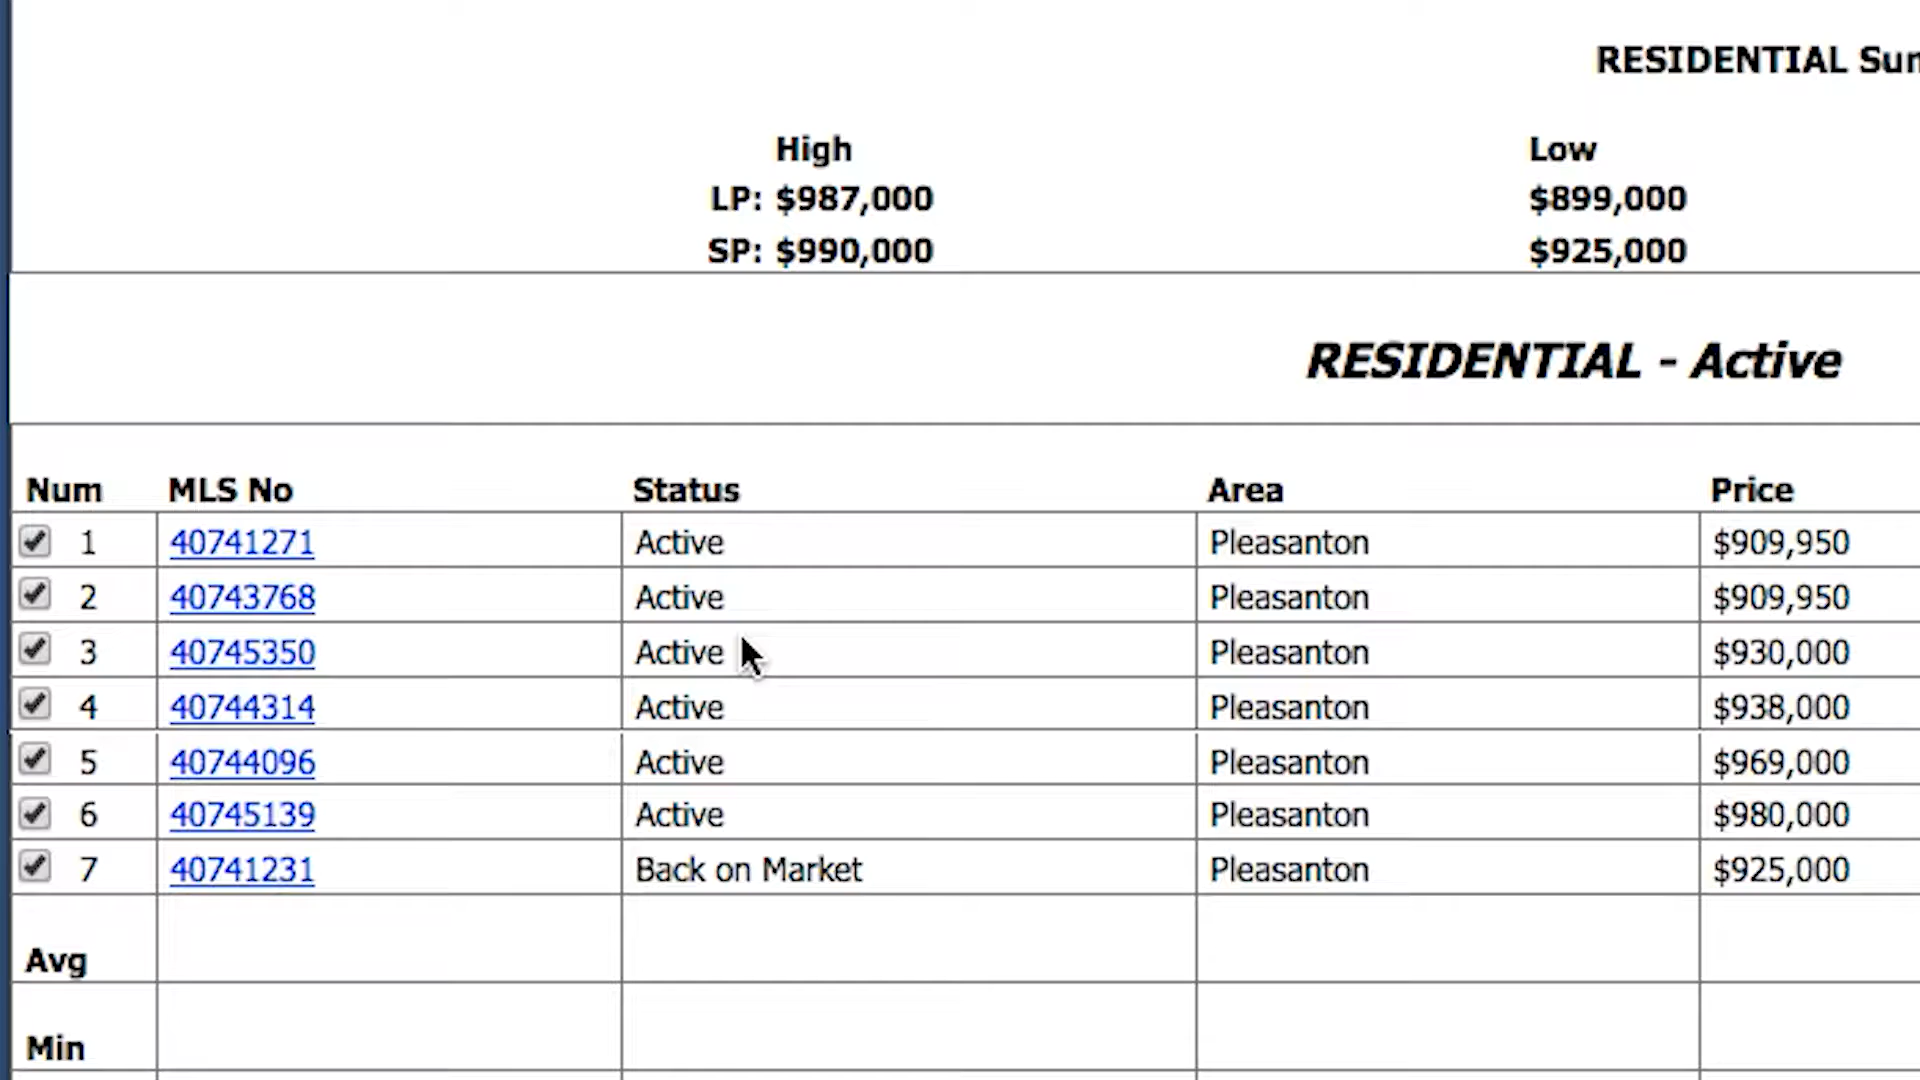 RESIDENTIAL
High Low
LP: $987,000 $899,000
SP: $990,000 $925,000
RESIDENTIAL - Active
Num MLS No Status Area Price
1 40741271 Active Pleasanton $909,950
2 40743768 Active Pleasanton $909,950
3 40745350 Active Pleasanton $930,000
4 40744314 Active Pleasanton $938,000
5 40744096 Active Pleasanton $969,000
6 40745139 Active Pleasanton $980,000
7 40741231 Back on Market Pleasanton $925,000
Avg
Min